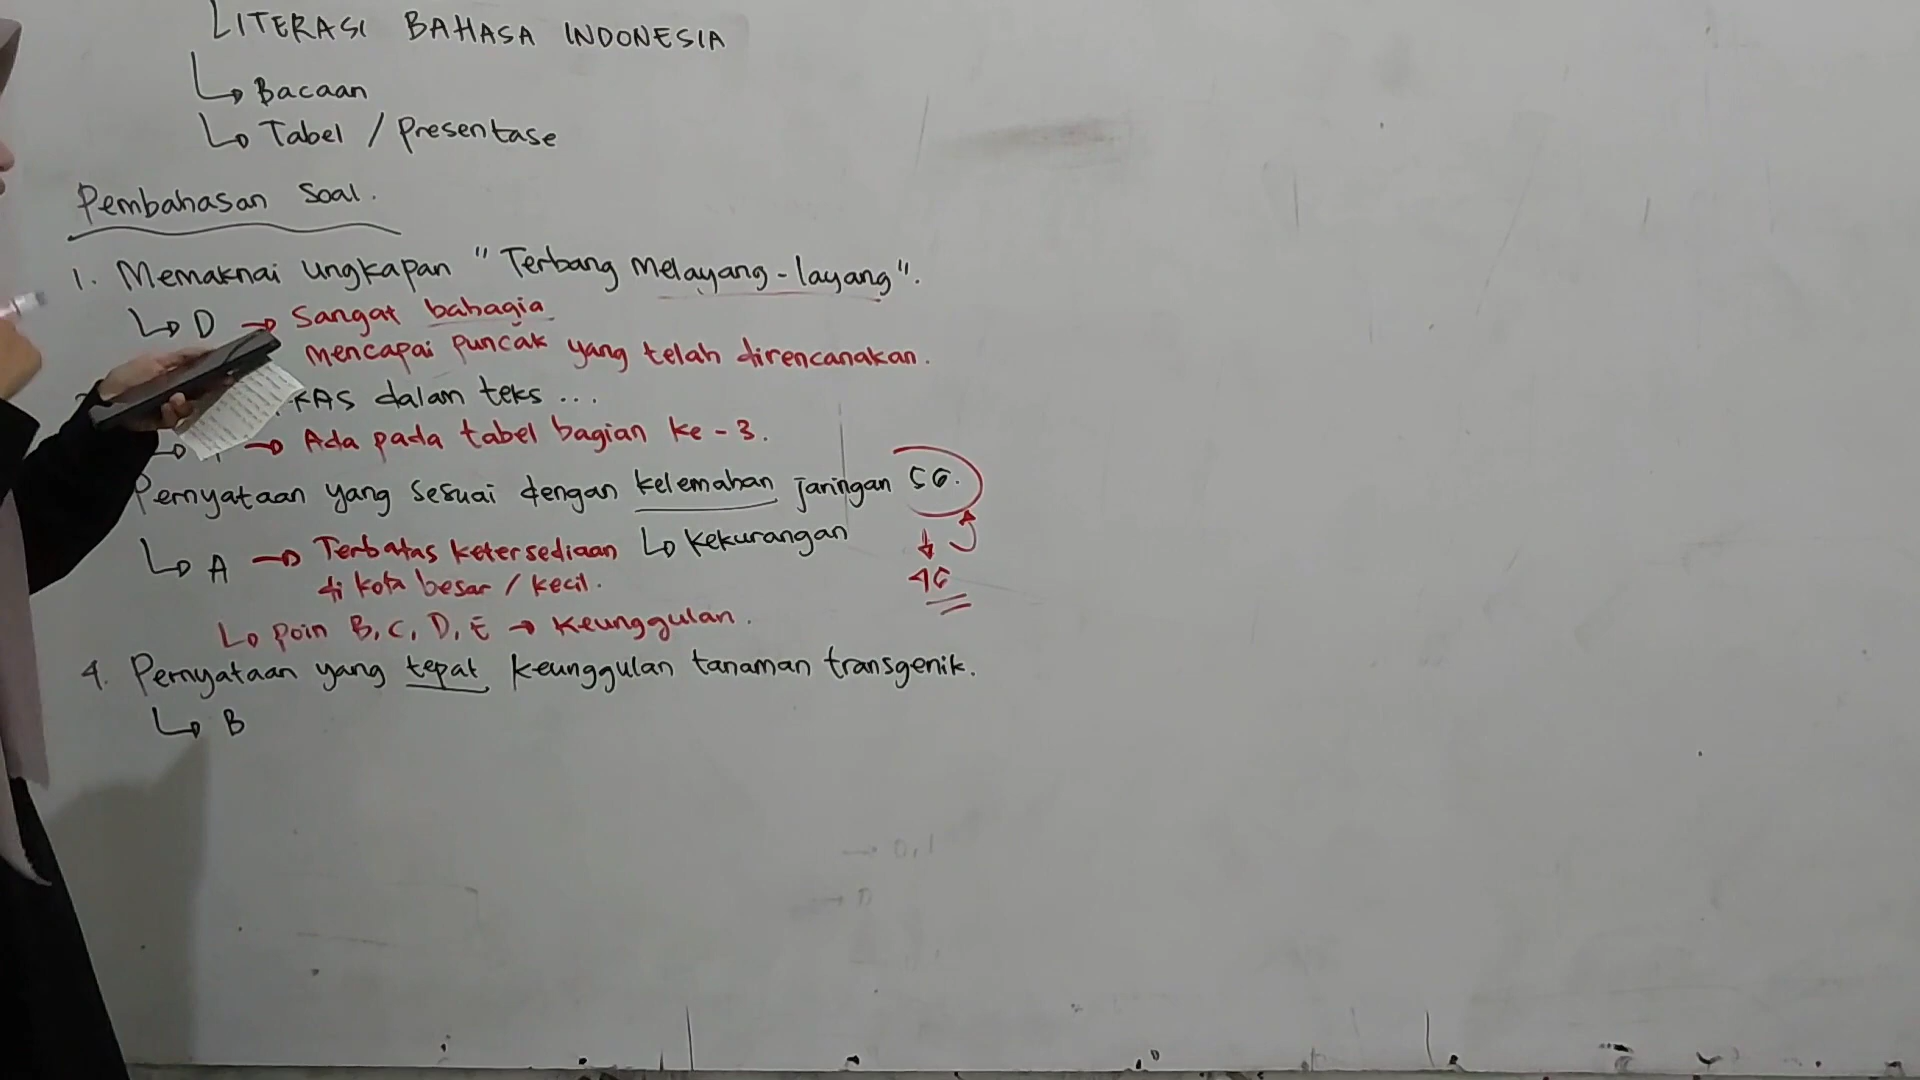 LITERASI BAHASA INDONESIA
↳ Bacaan
↳ Tabel / Presentase
Pembahasan Soal.
1. Memaknai ungkapan "Terbang Melayang-layang".
↳ D → Sangat bahagia
mencapai puncak yang telah direncanakan.
KAS dalam teks ...
→ Ada pada tabel bagian ke-3.
Pernyataan yang sesuai dengan kelemahan jaringan 5G.
↳ A → Terbatas ketersediaan ↳ kekurangan
di kota besar / kecil. 4G
↳ poin B, C, D, E → keunggulan.
4. Pernyataan yang tepat keunggulan tanaman transgenik.
↳ B
→ 0,1